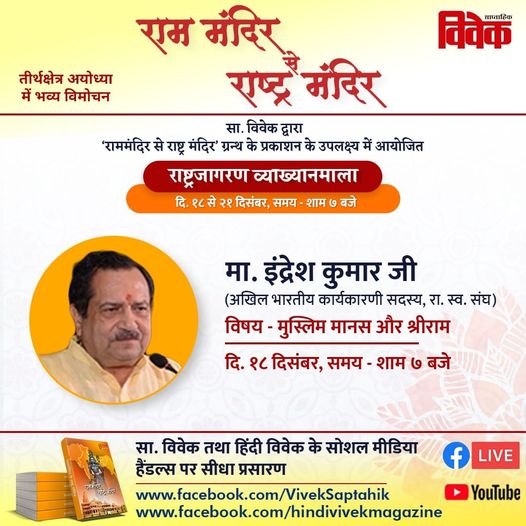 राम मंदिर
से
राष्ट्र मंदिर
साप्ताहिक
विवेक
तीर्थक्षेत्र अयोध्या
में भव्य विमोचन
सा. विवेक द्वारा
'राममंदिर से राष्ट्र मंदिर' ग्रन्थ के प्रकाशन के उपलक्ष्य में आयोजित
राष्ट्रजागरण व्याख्यानमाला
दि. १८ से २१ दिसंबर, समय - शाम ७ बजे
मा. इंद्रेश कुमार जी
(अखिल भारतीय कार्यकारणी सदस्य, रा. स्व. संघ)
विषय - मुस्लिम मानस और श्रीराम
दि. १८ दिसंबर, समय - शाम ७ बजे
सा. विवेक तथा हिंदी विवेक के सोशल मीडिया
हैंडल्स पर सीधा प्रसारण
www.facebook.com/VivekSaptahik
www.facebook.com/hindivivekmagazine
f LIVE
YouTube